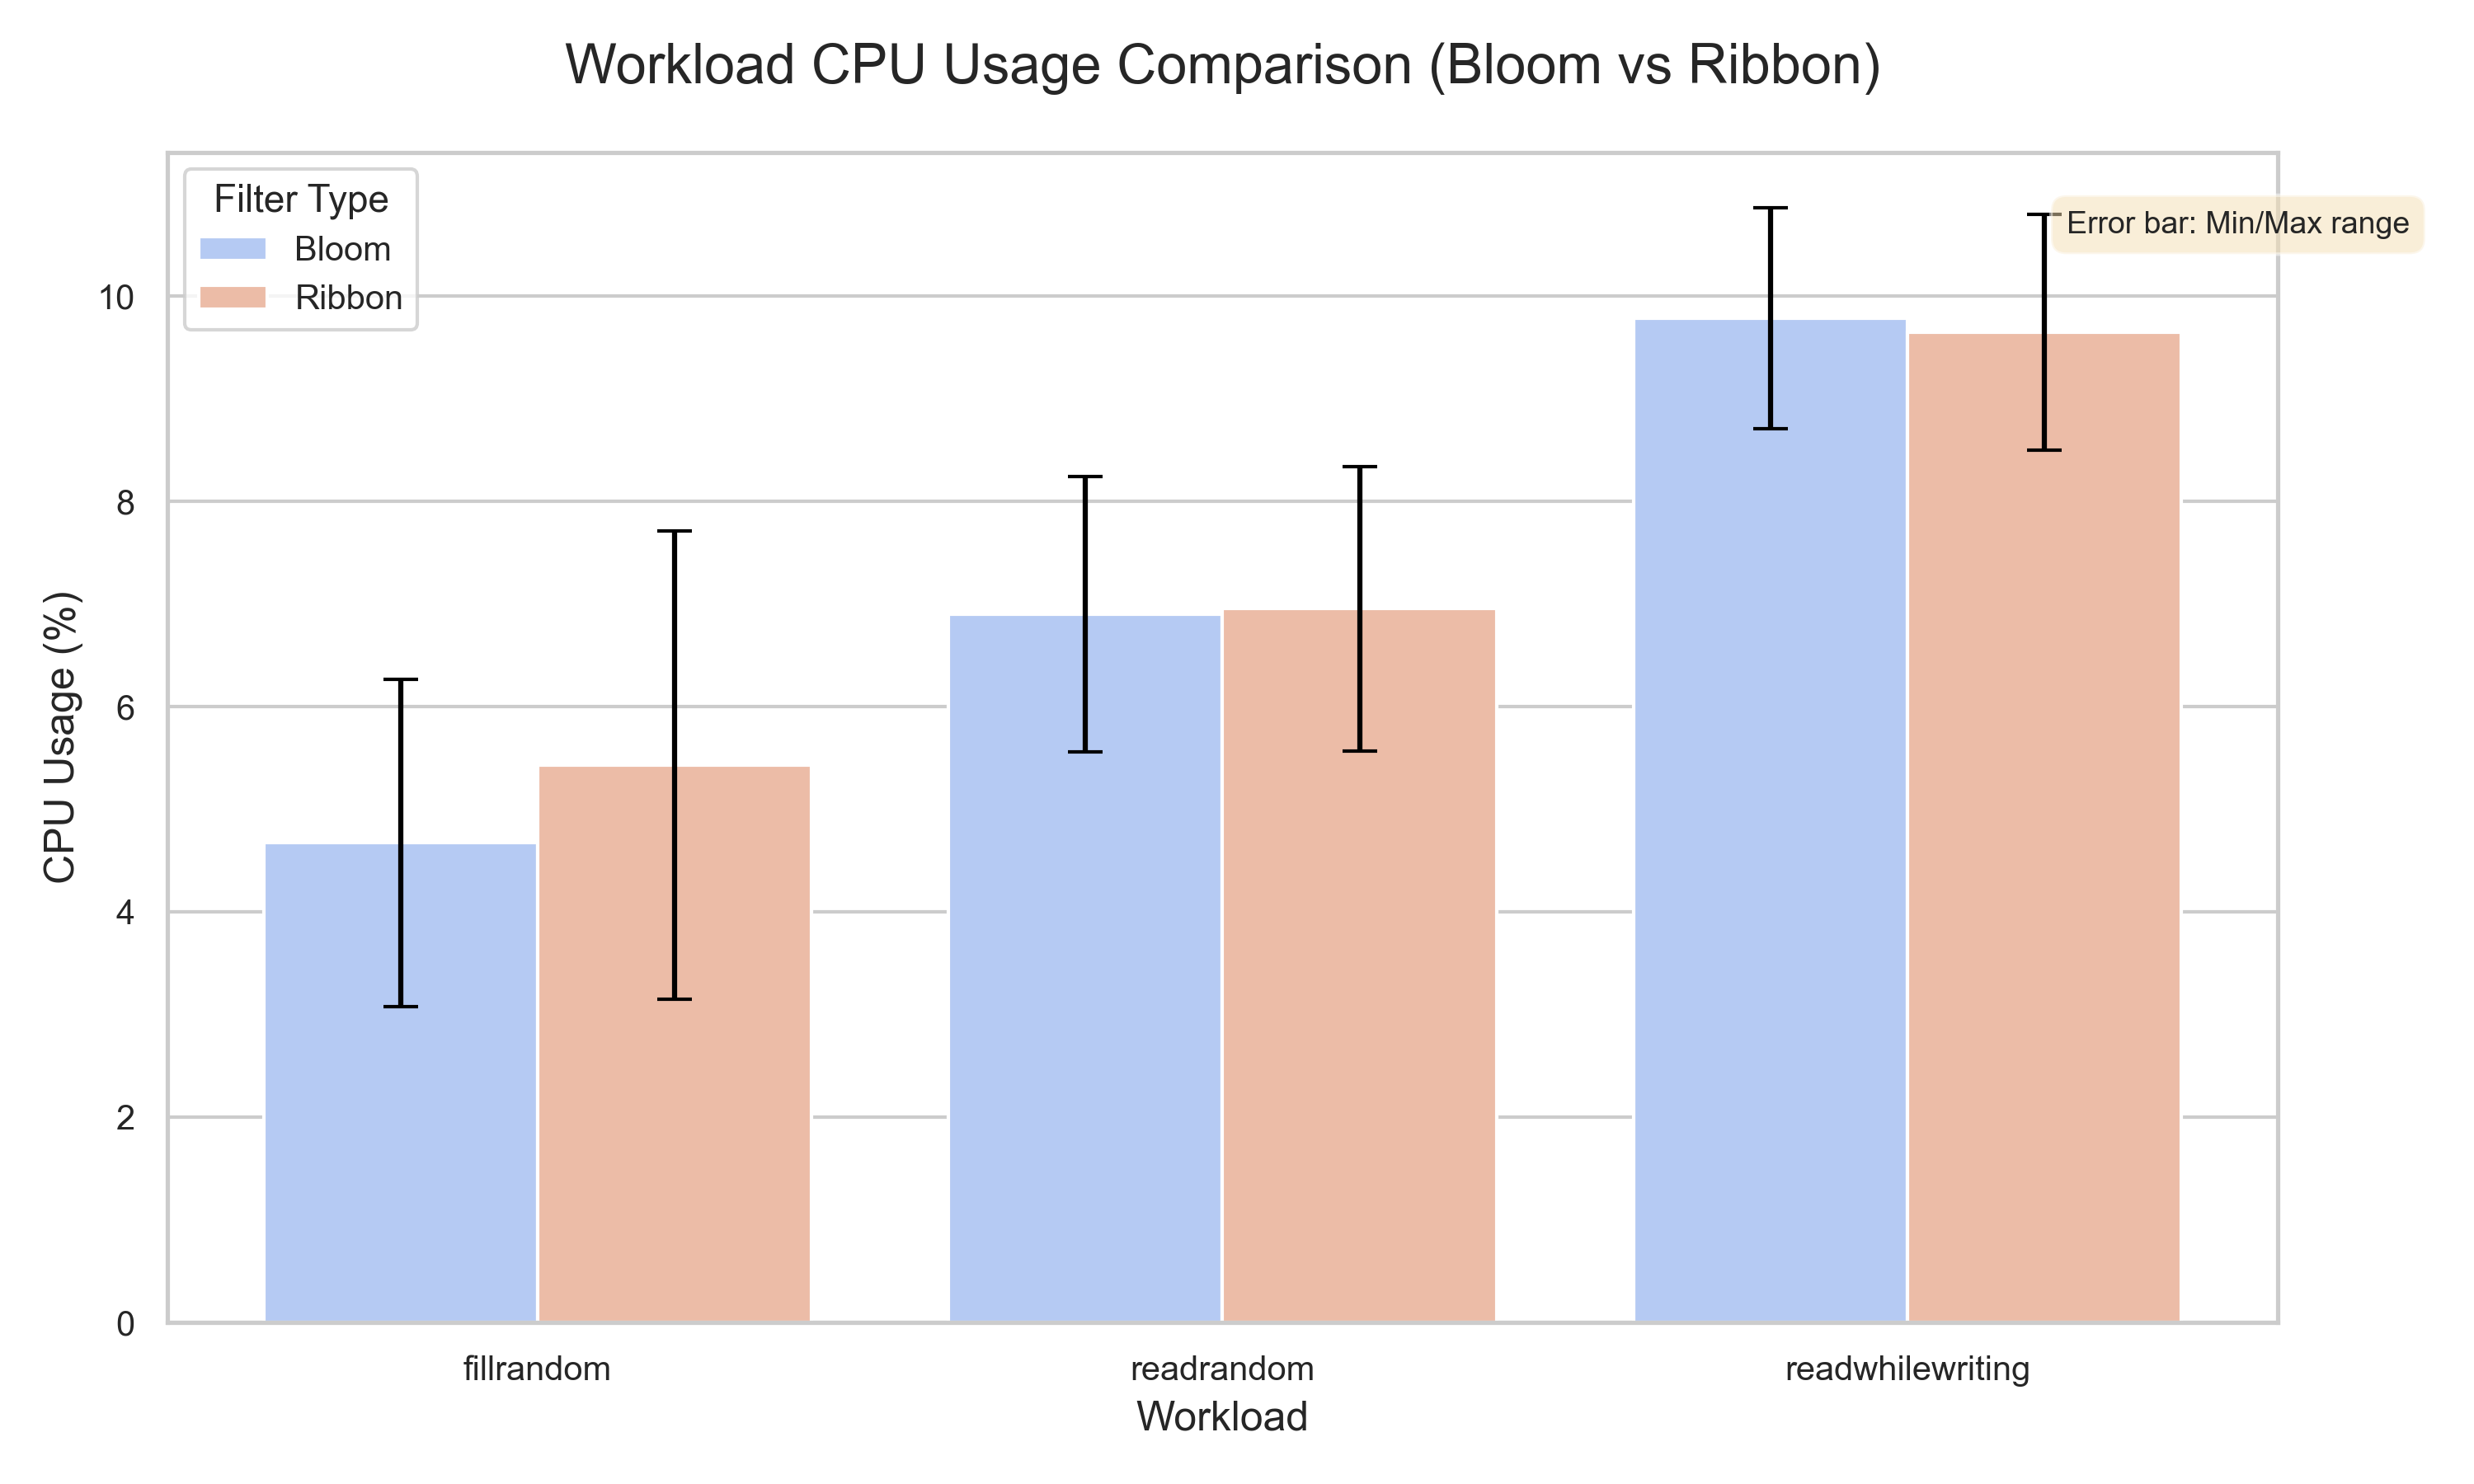 Workload CPU Usage Comparison (Bloom vs Ribbon)
Filter Type
Bloom
Ribbon
Error bar: Min/Max range
CPU Usage (%)
10
8
6
4
2
0
fillrandom
readrandom
readwhilewriting
Workload